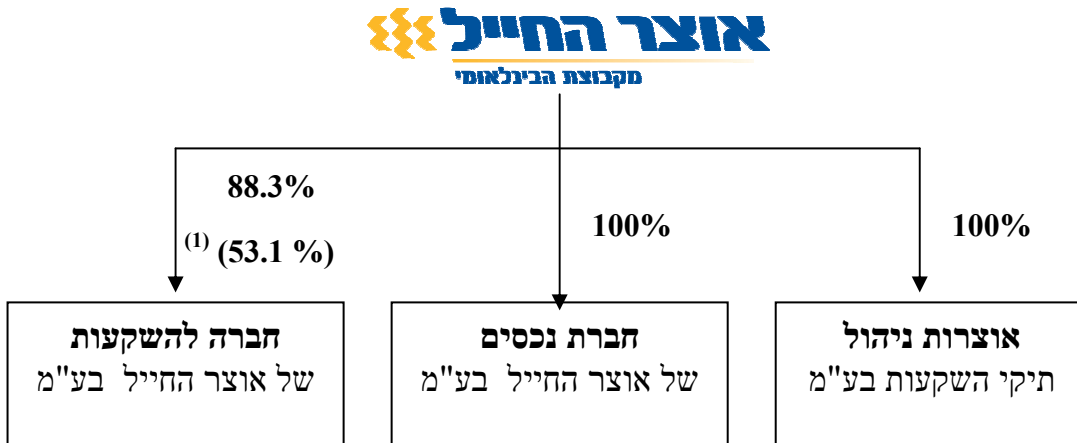 אוצר החייל
מקבוצת הבינלאומי
100%
100%
88.3%
(1) (53.1 %)
אוצרות ניהול
תיקי השקעות בע"מ
חברת נכסים
של אוצר החייל בע"מ
חברה להשקעות
של אוצר החייל בע"מ